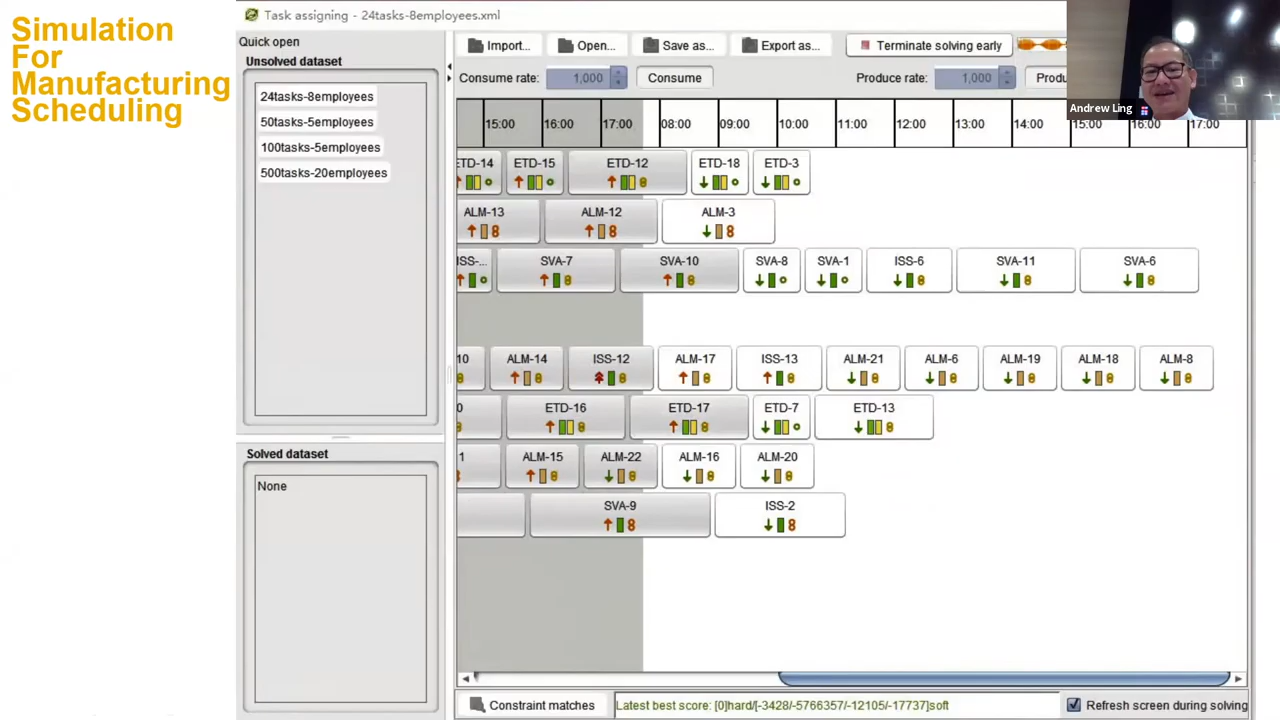 Simulation
For
Manufacturing
Scheduling
Task assigning - 24tasks-8employees.xml
Quick open
Unsolved dataset
24tasks-8employees
50tasks-5employees
100tasks-5employees
500tasks-20employees
Solved dataset
None
Import... Open... Save as... Export as... Terminate solving early
Consume rate: 1,000 Consume Produce rate: 1,000
Andrew Ling
15:00 16:00 17:00 08:00 09:00 10:00 11:00 12:00 13:00 14:00 15:00 16:00 17:00
ETD-14 ETD-15 ETD-12 ETD-18 ETD-3
ALM-13 ALM-12 ALM-3
ISS-... SVA-7 SVA-10 SVA-8 SVA-1 ISS-6 SVA-11 SVA-6
10 ALM-14 ISS-12 ALM-17 ISS-13 ALM-21 ALM-6 ALM-19 ALM-18 ALM-8
0 ETD-16 ETD-17 ETD-7 ETD-13
1 ALM-15 ALM-22 ALM-16 ALM-20
SVA-9 ISS-2
Constraint matches Latest best score: [0]hard/[-3428/-5766357/-12105/-17737]soft Refresh screen during solving